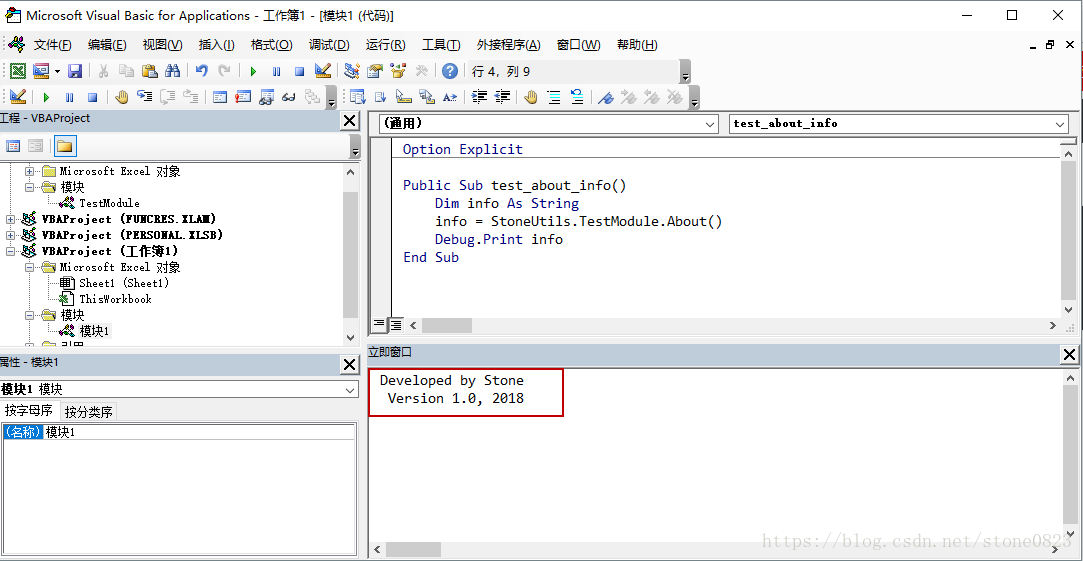 Microsoft Visual Basic for Applications - 工作簿1 - [模块1 (代码)]
文件(F) 编辑(E) 视图(V) 插入(I) 格式(O) 调试(D) 运行(R) 工具(T) 外接程序(A) 窗口(W) 帮助(H)
行 4，列 9
工程 - VBAProject
Microsoft Excel 对象
模块
TestModule
VBAProject (FUNCRES.XLAM)
VBAProject (PERSONAL.XLSB)
VBAProject (工作簿1)
Microsoft Excel 对象
Sheet1 (Sheet1)
ThisWorkbook
模块
模块1
属性 - 模块1
模块1 模块
按字母序 按分类序
(名称) 模块1
(通用) test_about_info
Option Explicit
Public Sub test_about_info()
Dim info As String
info = StoneUtils.TestModule.About()
Debug.Print info
End Sub
立即窗口
Developed by Stone
Version 1.0, 2018
https://blog.csdn.net/stone0823